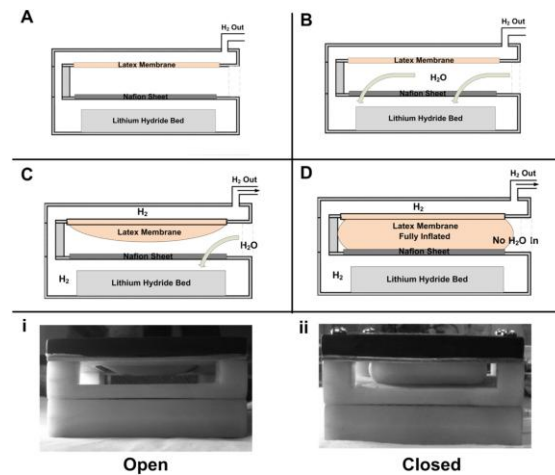 A
H₂ Out
Latex Membrane
Nafion Sheet
Lithium Hydride Bed
B
H₂ Out
Latex Membrane
H₂O
Nafion Sheet
Lithium Hydride Bed
C
H₂ Out
H₂
Latex Membrane
H₂O
Nafion Sheet
H₂
Lithium Hydride Bed
D
H₂ Out
H₂
Latex Membrane
Fully Inflated
No H₂O In
Nafion Sheet
H₂
Lithium Hydride Bed
i
ii
Open
Closed